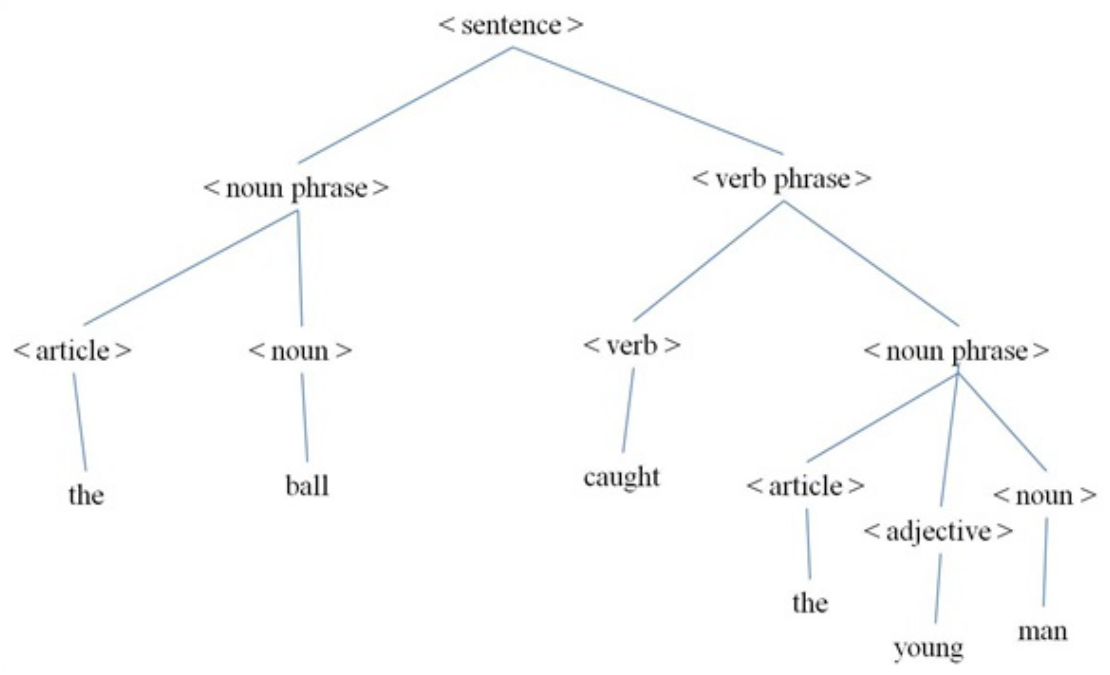 < sentence >
< noun phrase >
< verb phrase >
< article >
< noun >
< verb >
< noun phrase >
the
ball
caught
< article >
< adjective >
< noun >
the
young
man